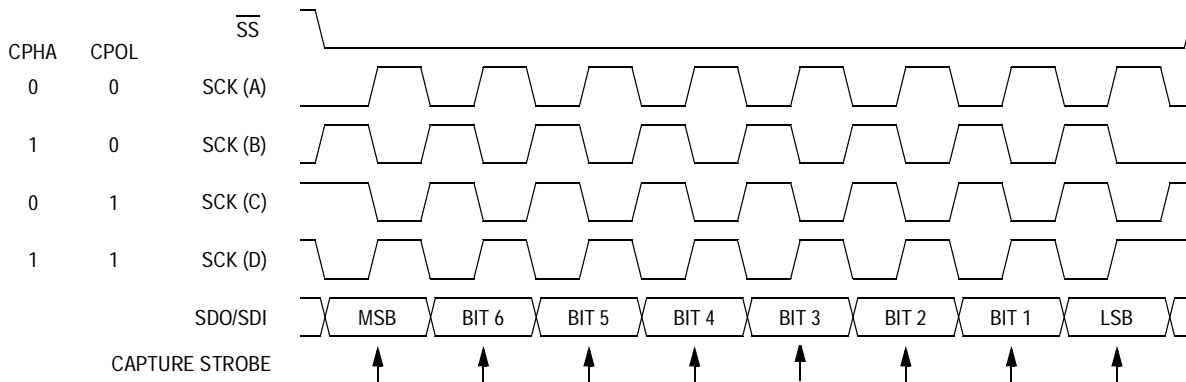 SS
CPHA CPOL
0 0 SCK (A)
1 0 SCK (B)
0 1 SCK (C)
1 1 SCK (D)
SDO/SDI MSB BIT 6 BIT 5 BIT 4 BIT 3 BIT 2 BIT 1 LSB
CAPTURE STROBE